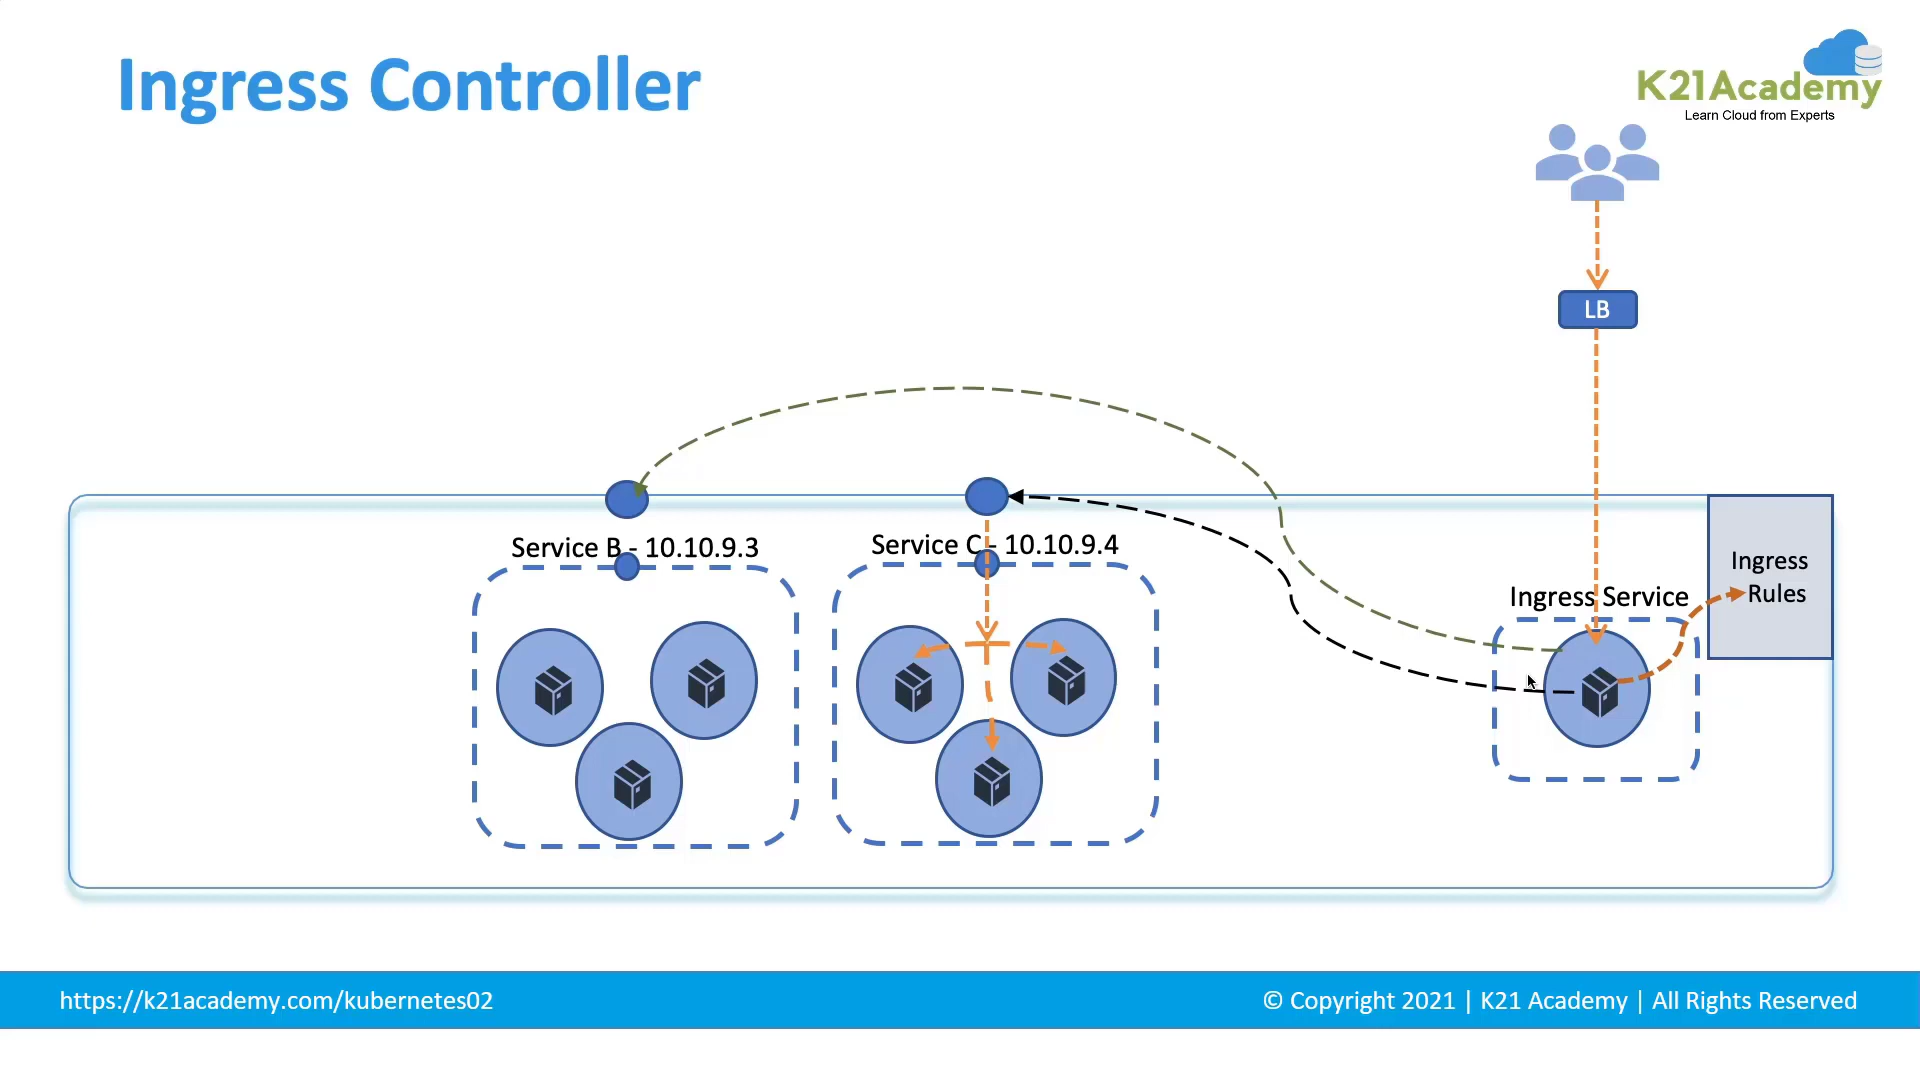 Ingress Controller
K21Academy
Learn Cloud from Experts
LB
Service B - 10.10.9.3
Service C - 10.10.9.4
Ingress Service
Ingress
Rules
https://k21academy.com/kubernetes02
© Copyright 2021 | K21 Academy | All Rights Reserved